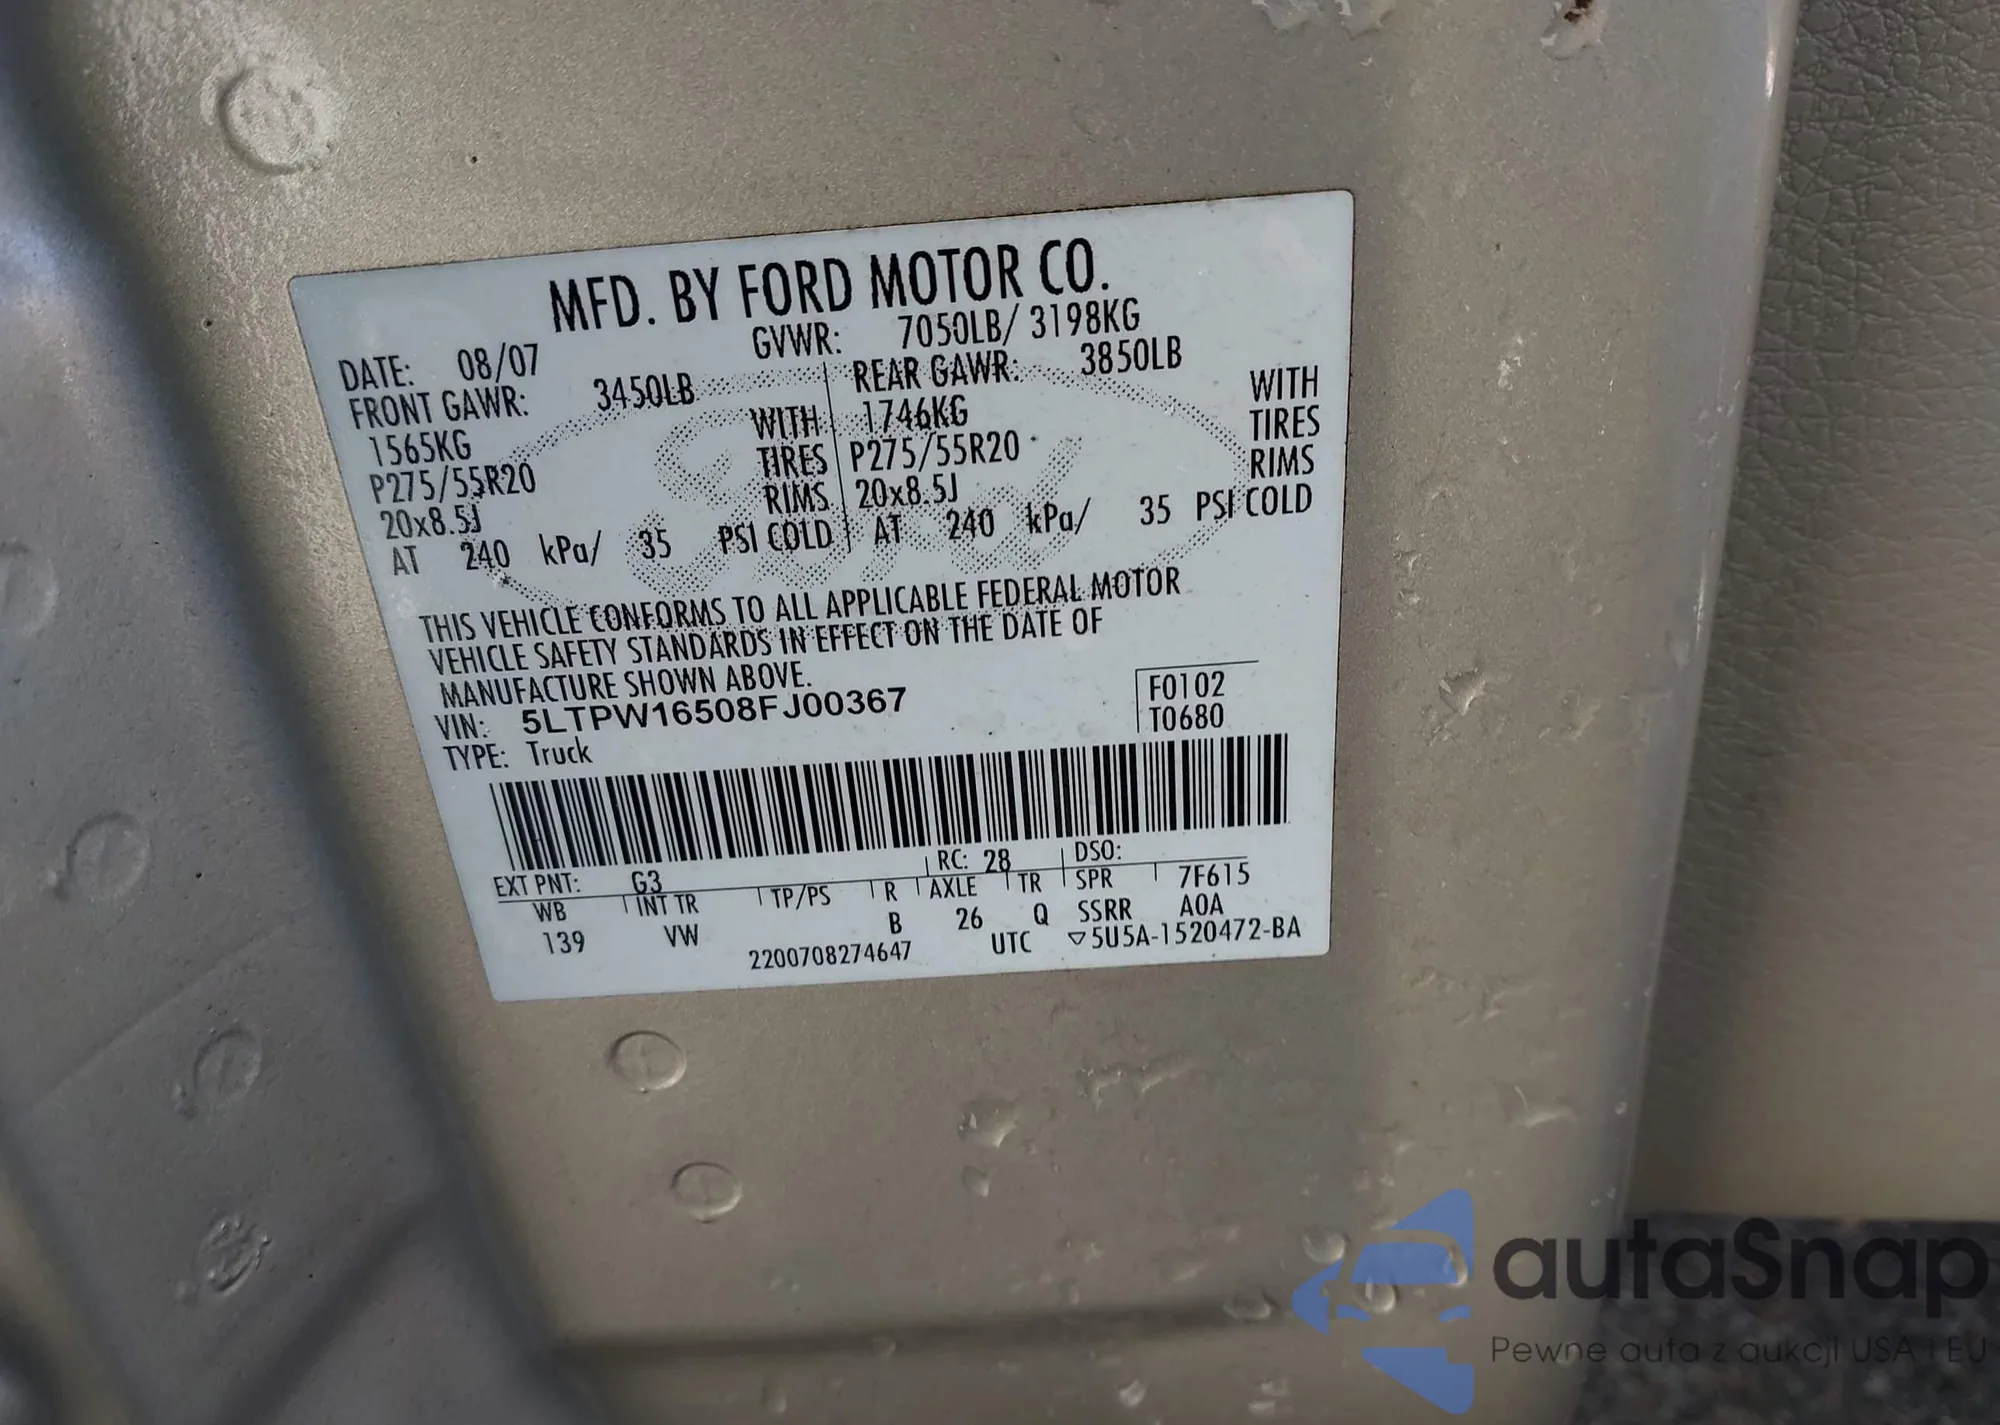 MFD. BY FORD MOTOR CO.
DATE: 08/07 GVWR: 7050LB/ 3198KG
FRONT GAWR: 3450LB REAR GAWR: 3850LB
1565KG WITH 1746KG WITH
P275/55R20 TIRES P275/55R20 TIRES
20x8.5J RIMS 20x8.5J RIMS
AT 240 kPa/ 35 PSI COLD AT 240 kPa/ 35 PSI COLD
THIS VEHICLE CONFORMS TO ALL APPLICABLE FEDERAL MOTOR
VEHICLE SAFETY STANDARDS IN EFFECT ON THE DATE OF
MANUFACTURE SHOWN ABOVE.
VIN: 5LTPW16508FJ00367 F0102
TYPE: Truck T0680
EXT PNT: G3 RC: 28 DSO:
WB INT TR TP/PS R AXLE TR SPR 7F615
139 VW B 26 Q SSRR A0A
2200708274647 UTC ▽5U5A-1520472-BA
autaSnap
Pewne auta z aukcji USA i EU